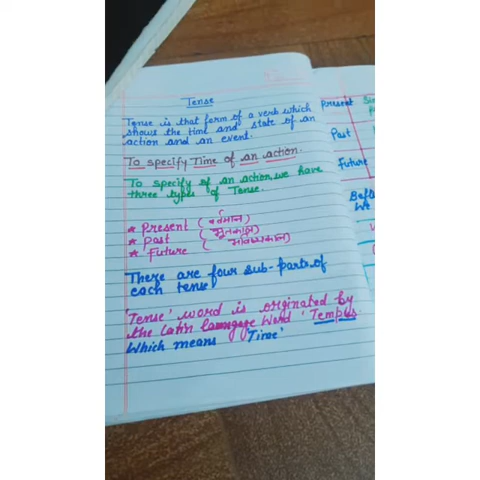 Tense
Tense is that form of a verb which
shows the time and state of an
action and an event.
To specify Time of an action.
To specify of an action, we have
three types of Tense.
* Present (वर्तमान)
* Past (भूतकाल)
* Future (भविष्यकाल)
There are four sub-parts of
each tense
'Tense' word is originated by
the Latin language Word 'Tempus'
Which means 'Time'
Present
Past
Future
We